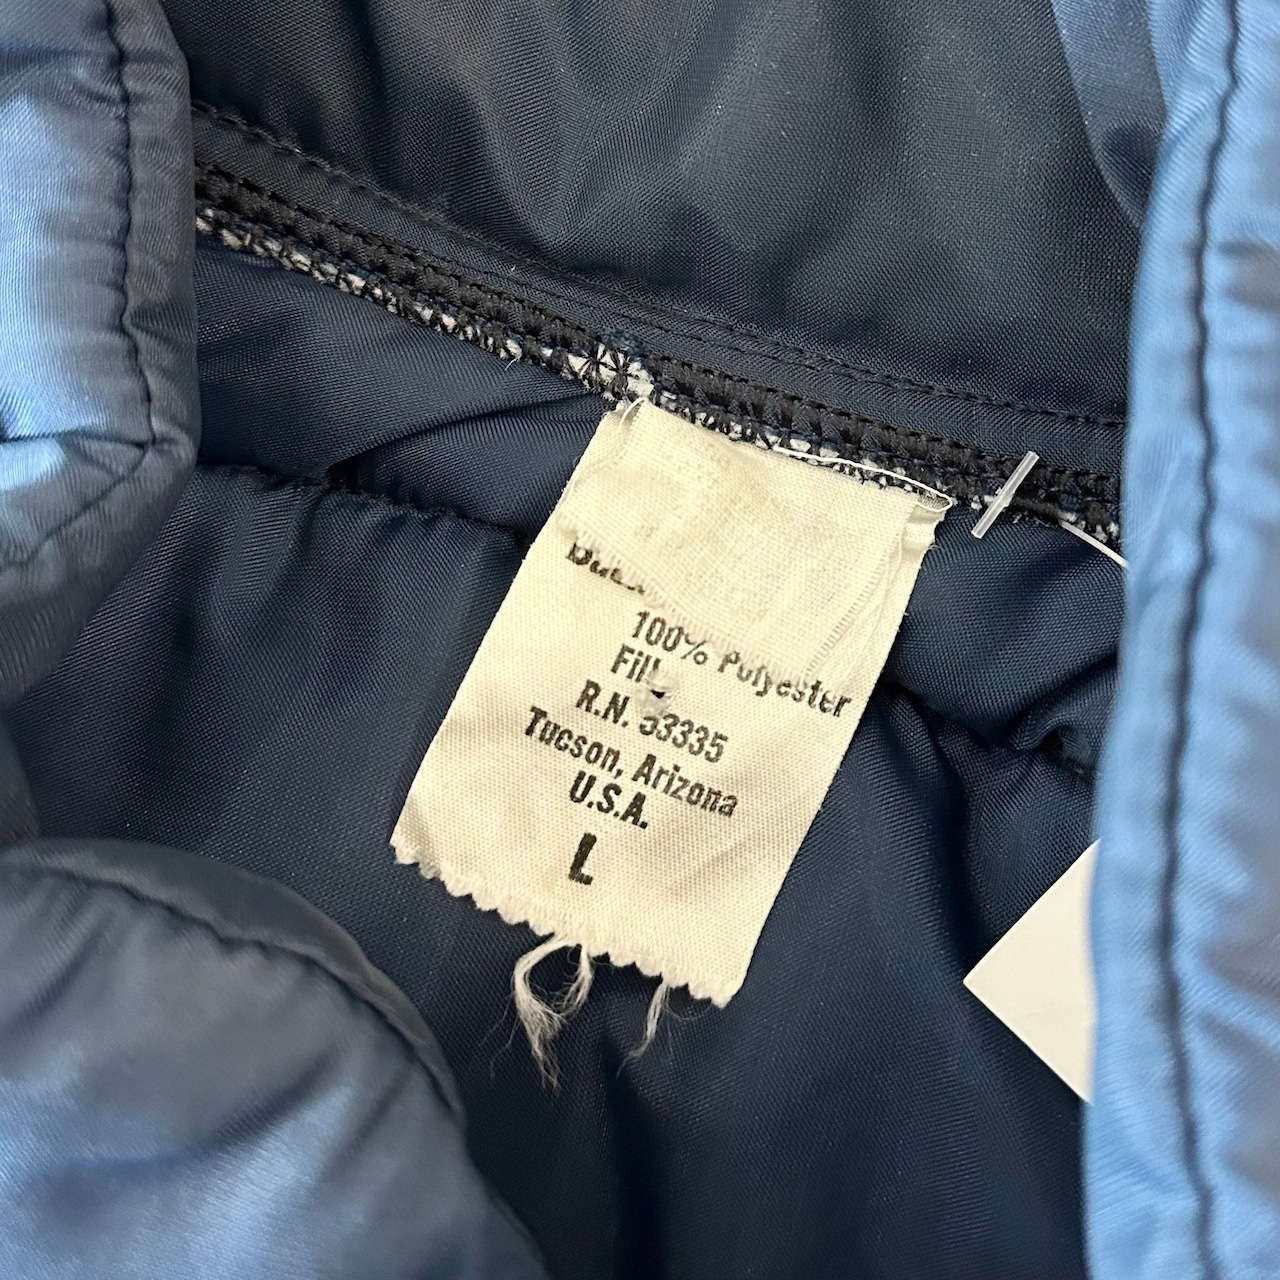 100% Polyester
Fill
R.N. 53335
Tucson, Arizona
U.S.A.
L